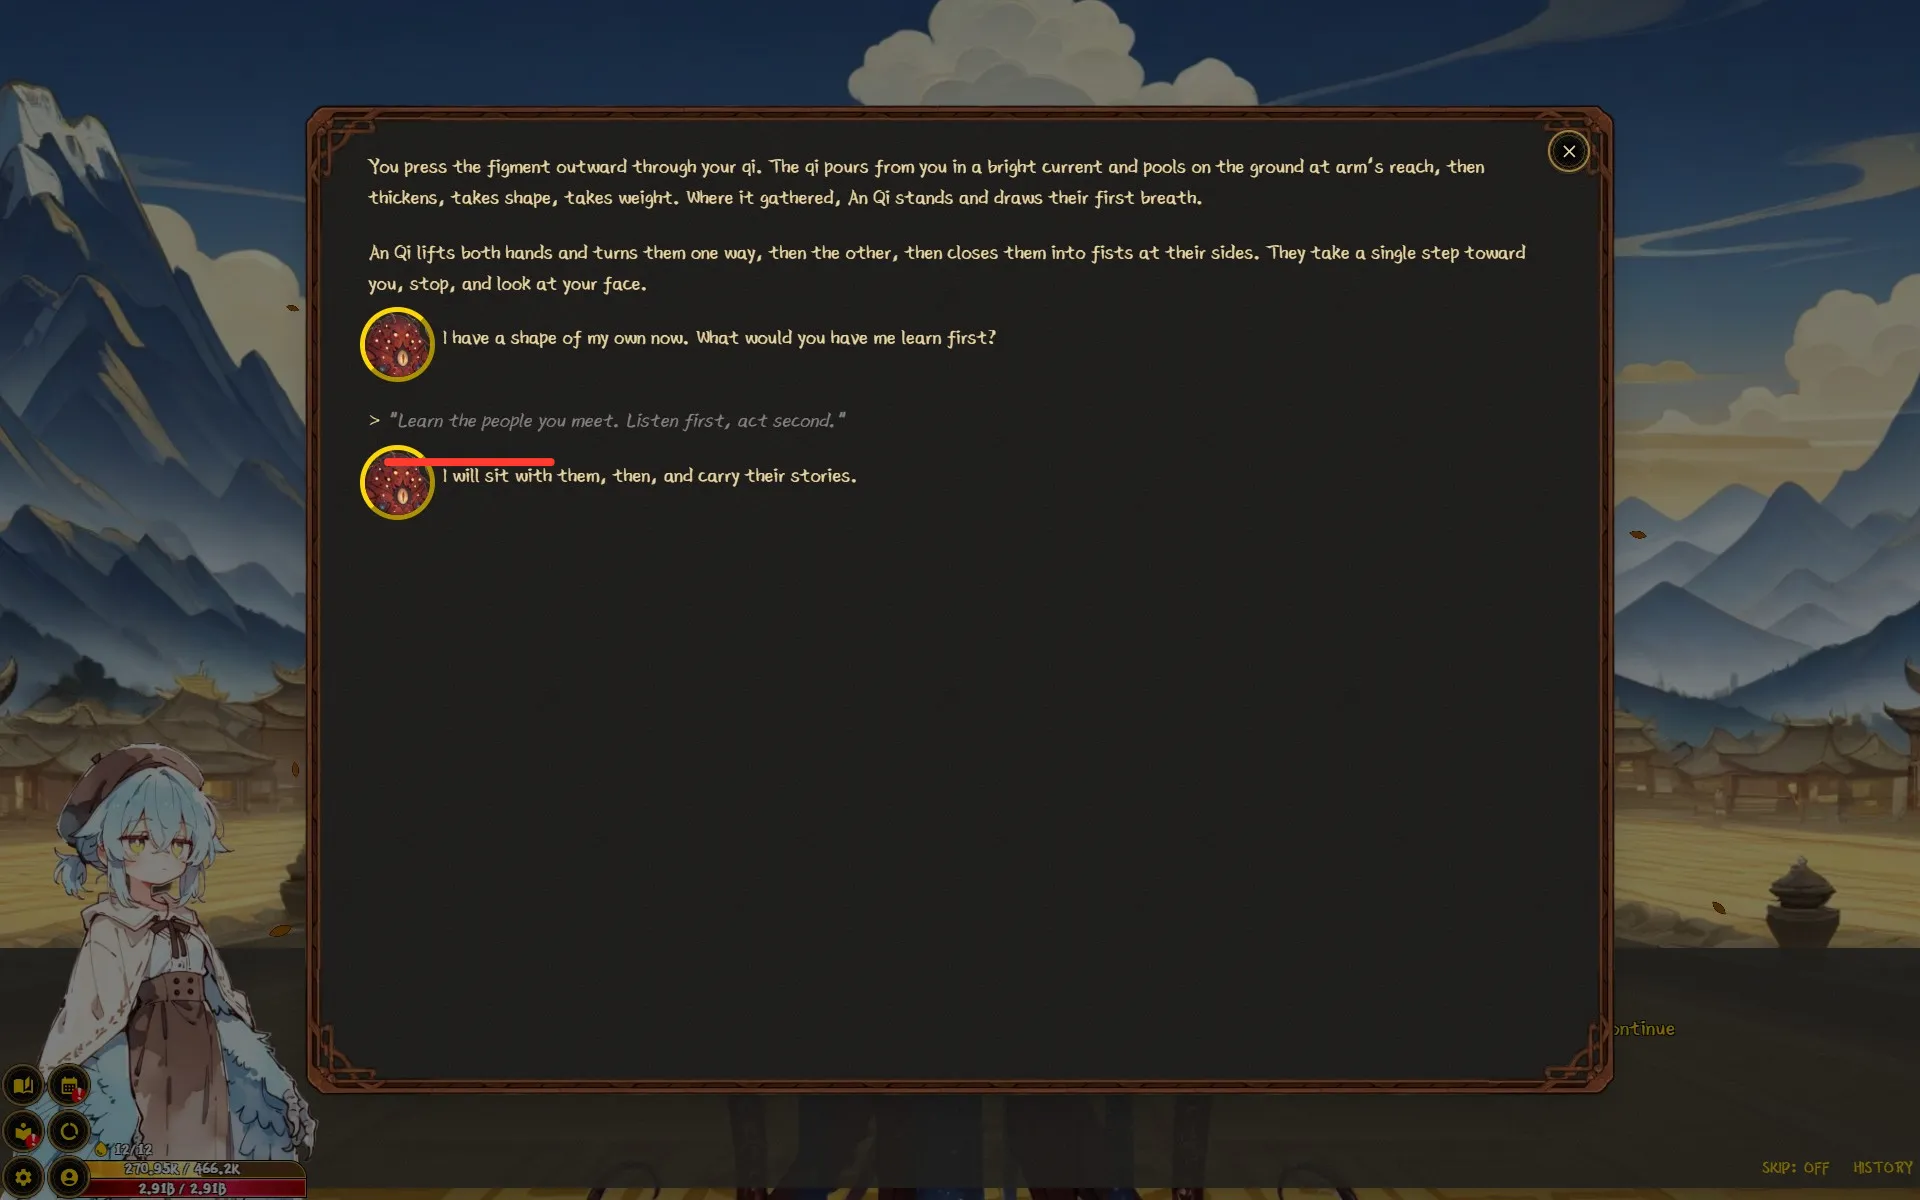 You press the figment outward through your qi. The qi pours from you in a bright current and pools on the ground at arm's reach, then
thickens, takes shape, takes weight. Where it gathered, An Qi stands and draws their first breath.
An Qi lifts both hands and turns them one way, then the other, then closes them into fists at their sides. They take a single step toward
you, stop, and look at your face.
I have a shape of my own now. What would you have me learn first?
> "Learn the people you meet. Listen first, act second."
I will sit with them, then, and carry their stories.
ontinue
12/12
270.95K / 466.2K
2.91B / 2.91B
SKIP: OFF HISTORY